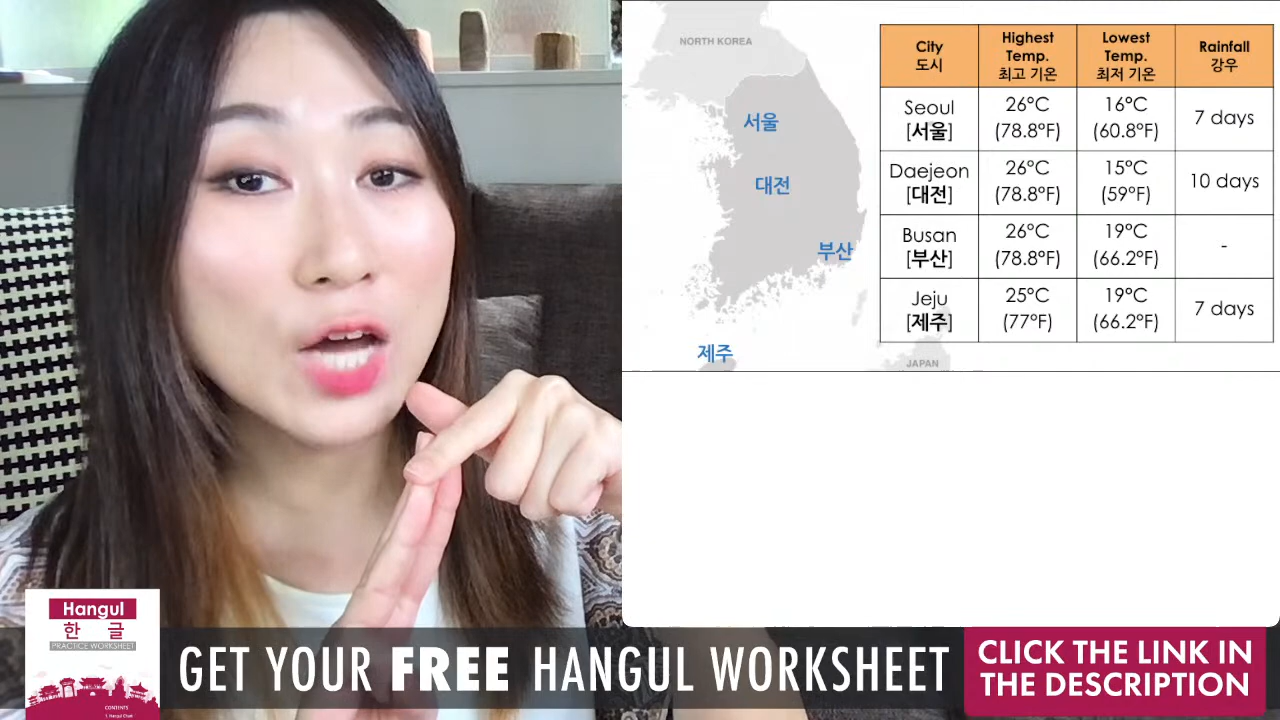 NORTH KOREA
서울
대전
부산
제주
JAPAN
City
도시
Highest
Temp.
최고 기온
Lowest
Temp.
최저 기온
Rainfall
강우
Seoul
[서울]
26°C
(78.8°F)
16°C
(60.8°F)
7 days
Daejeon
[대전]
26°C
(78.8°F)
15°C
(59°F)
10 days
Busan
[부산]
26°C
(78.8°F)
19°C
(66.2°F)
-
Jeju
[제주]
25°C
(77°F)
19°C
(66.2°F)
7 days
Hangul
한 글
PRACTICE WORKSHEET
CONTENTS
1. Hangul Chart
GET YOUR FREE HANGUL WORKSHEET
CLICK THE LINK IN
THE DESCRIPTION